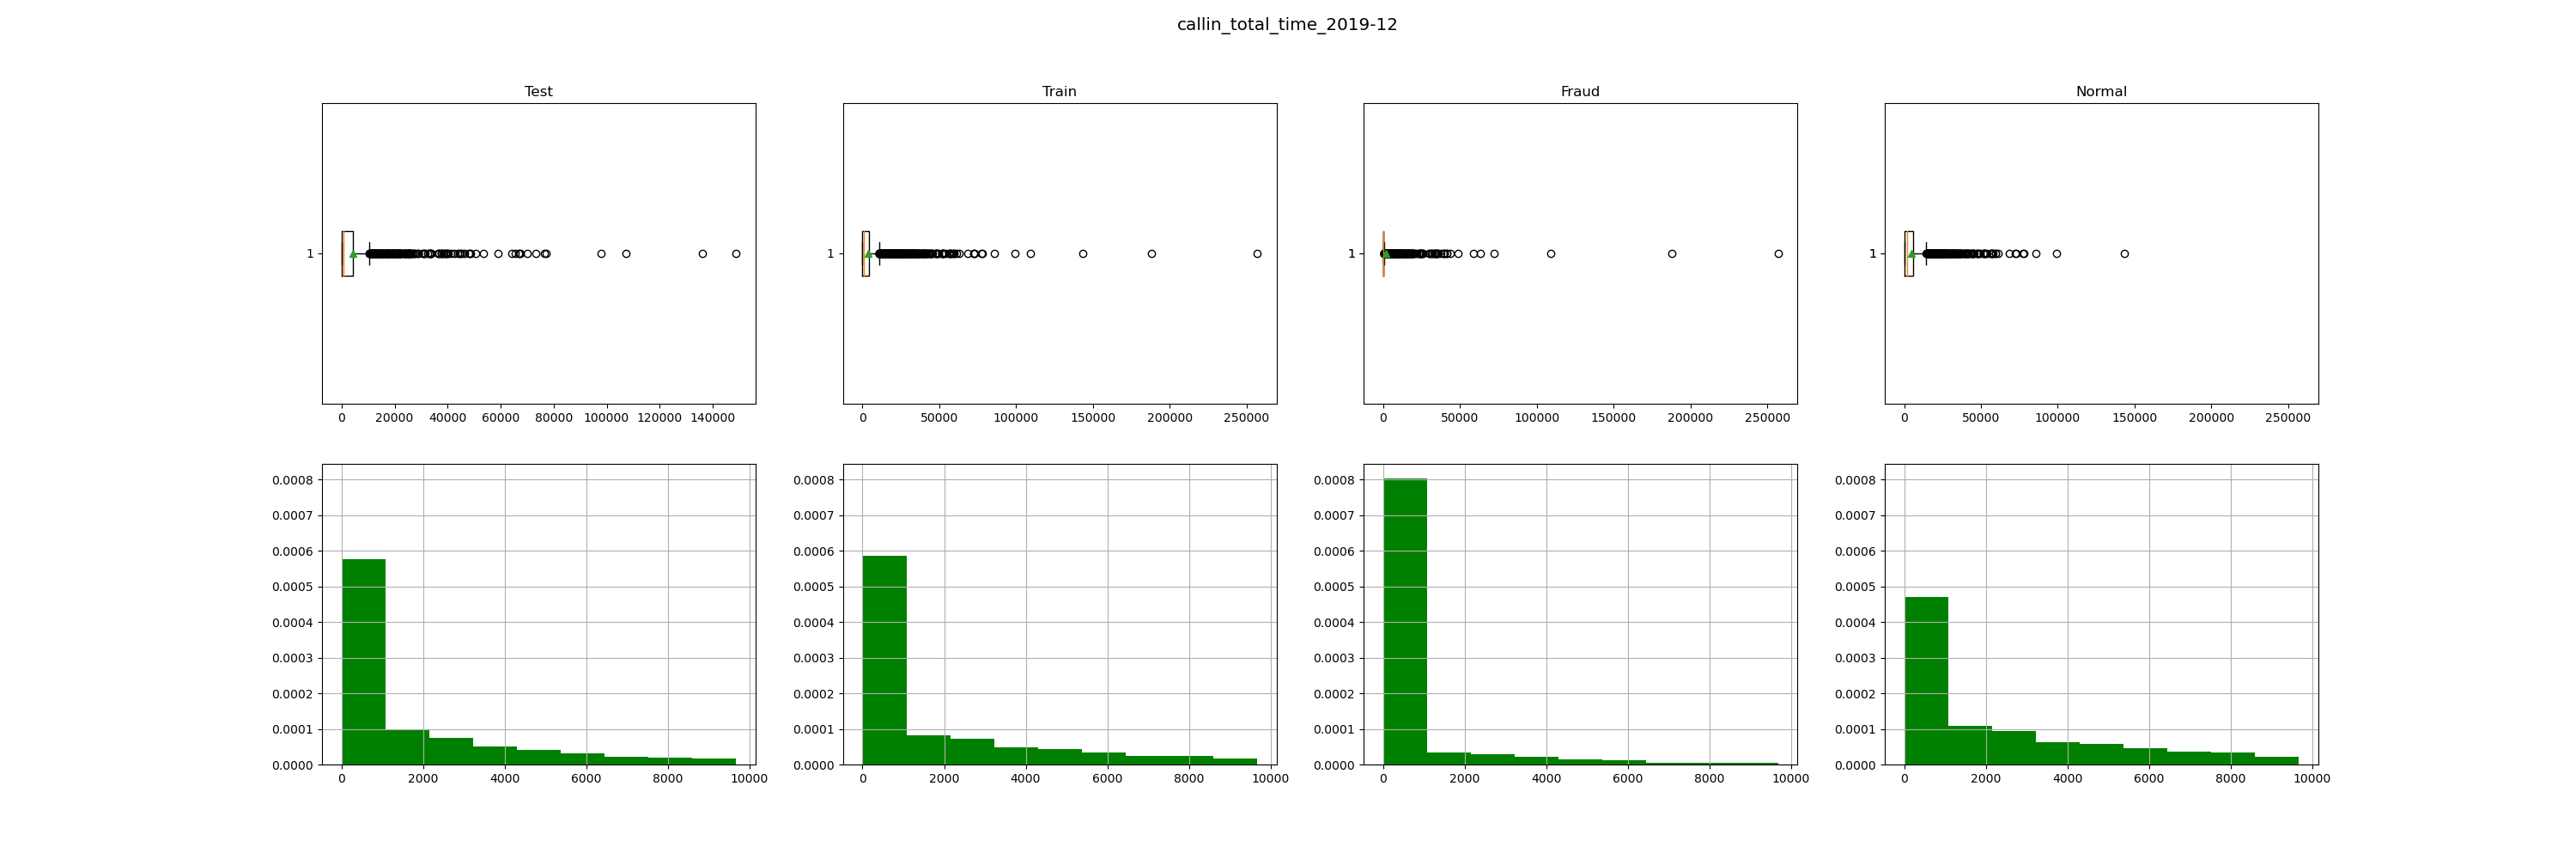 callin_total_time_2019-12
Test Train Fraud Normal
1 1 1 1
0 20000 40000 60000 80000 100000 120000 140000 0 50000 100000 150000 200000 250000 0 50000 100000 150000 200000 250000 0 50000 100000 150000 200000 250000
0.0008 0.0008 0.0008 0.0008
0.0007 0.0007 0.0007 0.0007
0.0006 0.0006 0.0006 0.0006
0.0005 0.0005 0.0005 0.0005
0.0004 0.0004 0.0004 0.0004
0.0003 0.0003 0.0003 0.0003
0.0002 0.0002 0.0002 0.0002
0.0001 0.0001 0.0001 0.0001
0.0000 0.0000 0.0000 0.0000
0 2000 4000 6000 8000 10000 0 2000 4000 6000 8000 10000 0 2000 4000 6000 8000 10000 0 2000 4000 6000 8000 10000